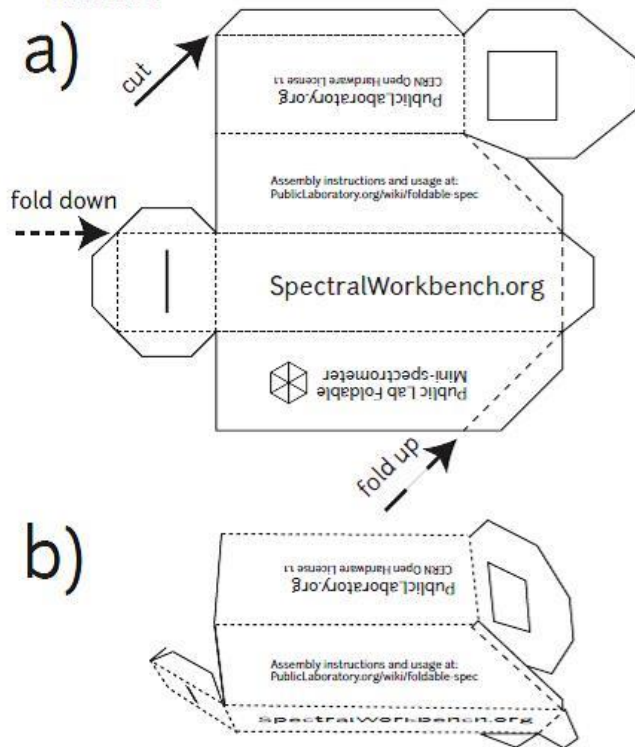 a)
cut
PublicLaboratory.org
CERN Open Hardware License 1.1
Assembly instructions and usage at:
PublicLaboratory.org/wiki/foldable-spec
fold down
SpectralWorkbench.org
Public Lab Foldable
Mini-spectrometer
fold up
b)
PublicLaboratory.org
CERN Open Hardware License 1.1
Assembly instructions and usage at:
PublicLaboratory.org/wiki/foldable-spec
SpectralWorkbench.org